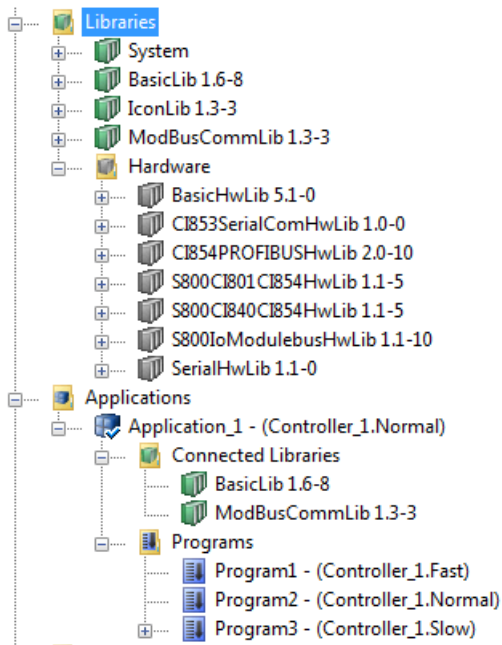 Libraries
System
BasicLib 1.6-8
IconLib 1.3-3
ModBusCommLib 1.3-3
Hardware
BasicHwLib 5.1-0
CI853SerialComHwLib 1.0-0
CI854PROFIBUSHwLib 2.0-10
S800CI801CI854HwLib 1.1-5
S800CI840CI854HwLib 1.1-5
S800IoModulebusHwLib 1.1-10
SerialHwLib 1.1-0
Applications
Application_1 - (Controller_1.Normal)
Connected Libraries
BasicLib 1.6-8
ModBusCommLib 1.3-3
Programs
Program1 - (Controller_1.Fast)
Program2 - (Controller_1.Normal)
Program3 - (Controller_1.Slow)